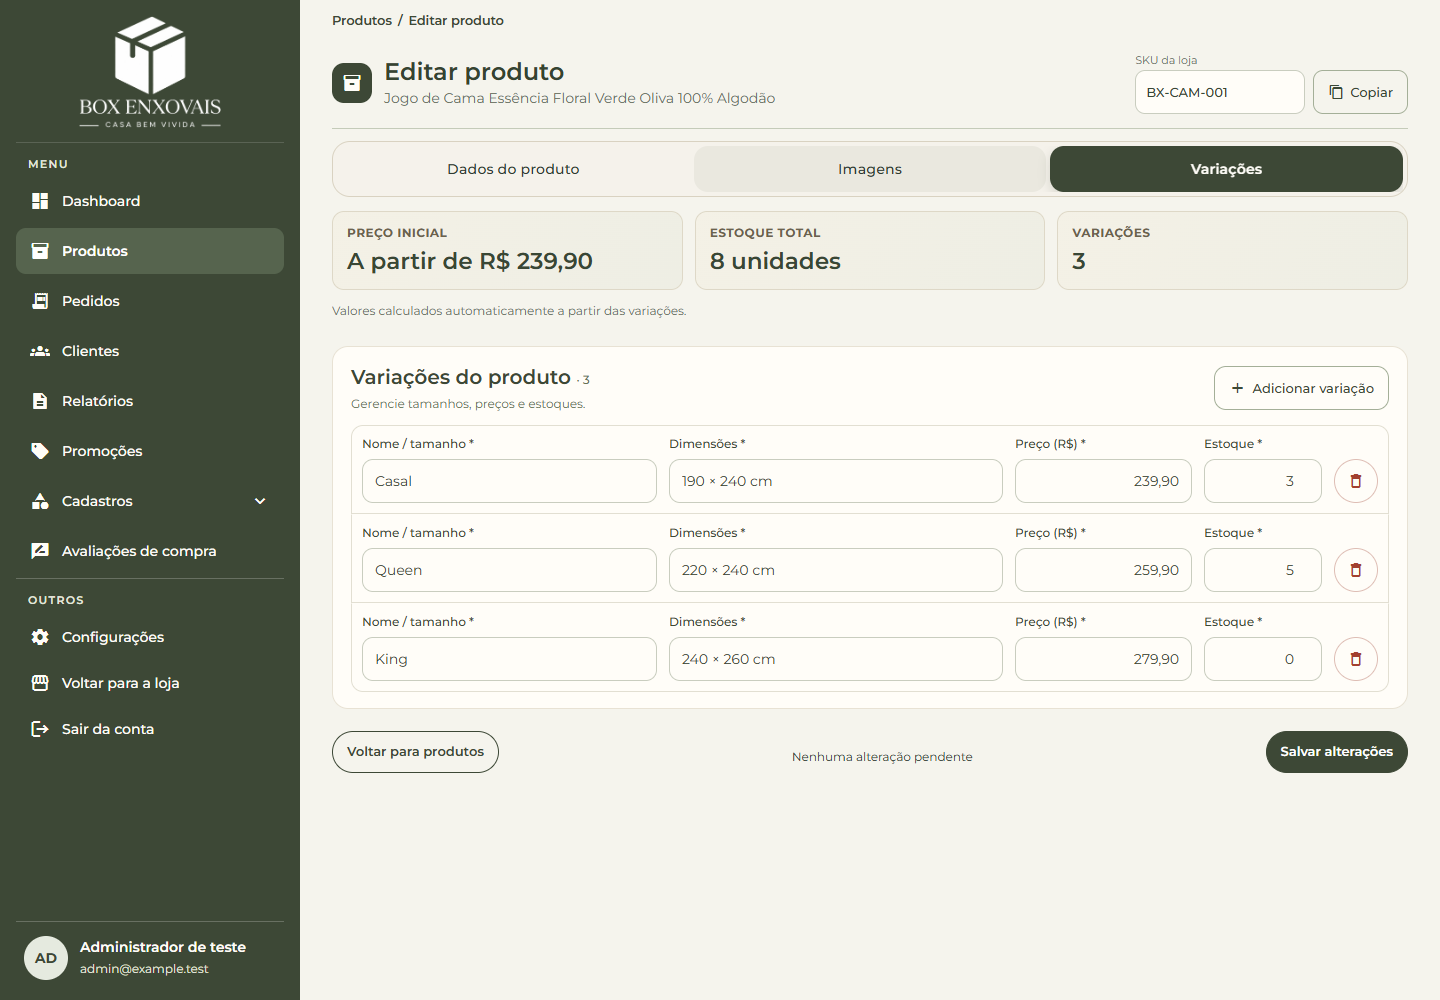 BOX ENXOVAIS
CASA BEM VIVIDA
MENU
Dashboard
Produtos
Pedidos
Clientes
Relatórios
Promoções
Cadastros
Avaliações de compra
OUTROS
Configurações
Voltar para a loja
Sair da conta
AD
Administrador de teste
admin@example.test
Produtos / Editar produto
Editar produto
Jogo de Cama Essência Floral Verde Oliva 100% Algodão
SKU da loja
BX-CAM-001
Copiar
Dados do produto Imagens Variações
PREÇO INICIAL
A partir de R$ 239,90
ESTOQUE TOTAL
8 unidades
VARIAÇÕES
3
Valores calculados automaticamente a partir das variações.
Variações do produto · 3
Gerencie tamanhos, preços e estoques.
+ Adicionar variação
Nome / tamanho * Dimensões * Preço (R$) * Estoque *
Casal 190 × 240 cm 239,90 3
Nome / tamanho * Dimensões * Preço (R$) * Estoque *
Queen 220 × 240 cm 259,90 5
Nome / tamanho * Dimensões * Preço (R$) * Estoque *
King 240 × 260 cm 279,90 0
Voltar para produtos
Nenhuma alteração pendente
Salvar alterações